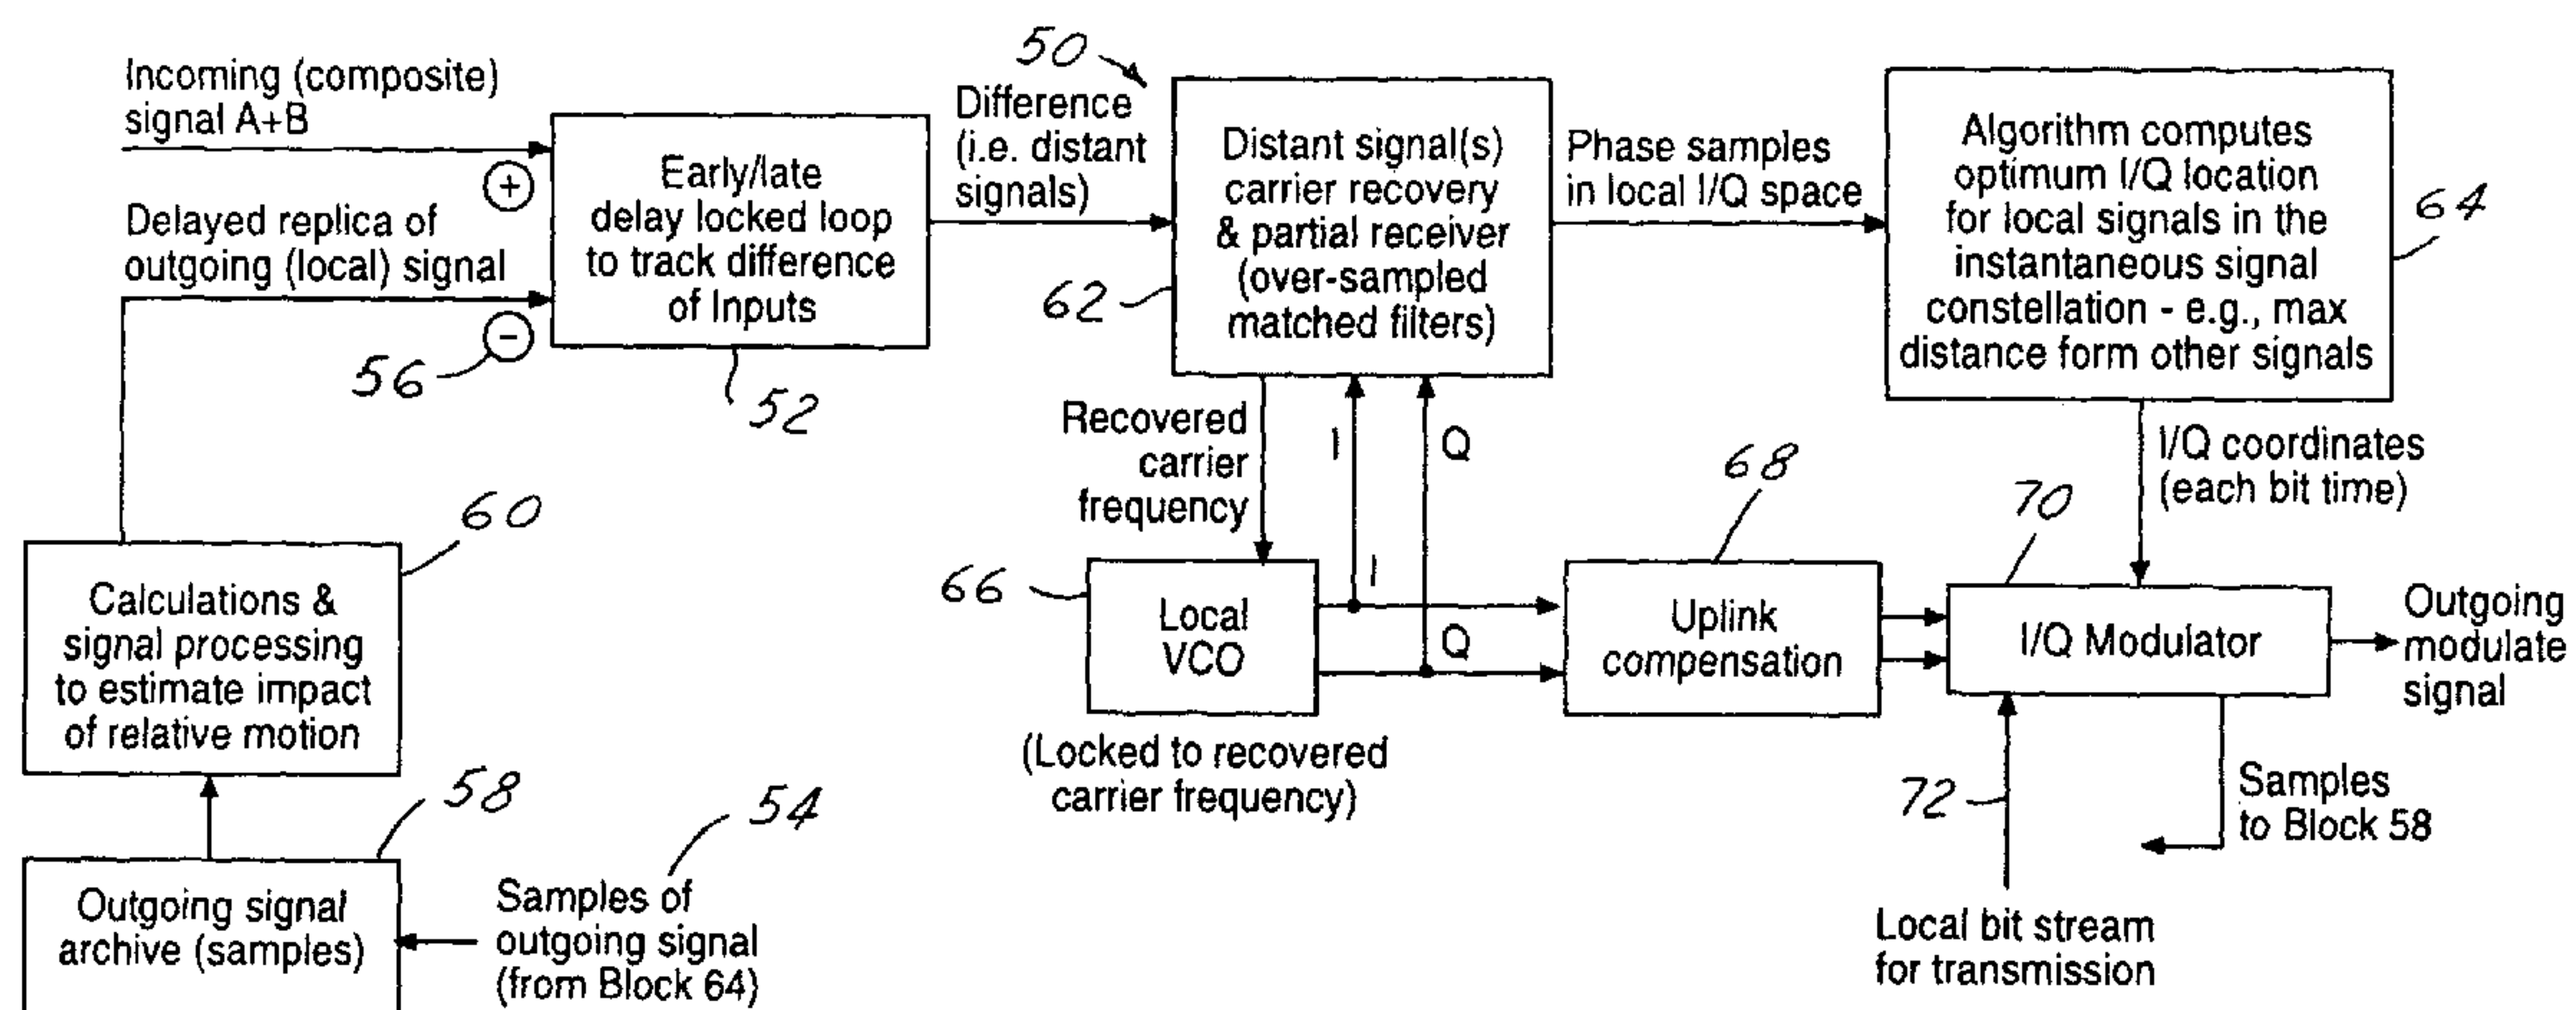 Incoming (composite)
signal A+B
+
Delayed replica of
outgoing (local) signal
−
56
Early/late
delay locked loop
to track difference
of Inputs
52
50
Difference
(i.e. distant
signals)
Distant signal(s)
carrier recovery
& partial receiver
(over-sampled
matched filters)
62
Phase samples
in local I/Q space
Algorithm computes
optimum I/Q location
for local signals in the
instantaneous signal
constellation - e.g., max
distance form other signals
64
Recovered
carrier
frequency
I
Q
I/Q coordinates
(each bit time)
60
Calculations &
signal processing
to estimate impact
of relative motion
66
Local
VCO
I
Q
(Locked to recovered
carrier frequency)
68
Uplink
compensation
70
I/Q Modulator
Outgoing
modulate
signal
72
Samples
to Block 58
Local bit stream
for transmission
58
Outgoing signal
archive (samples)
54
Samples of
outgoing signal
(from Block 64)